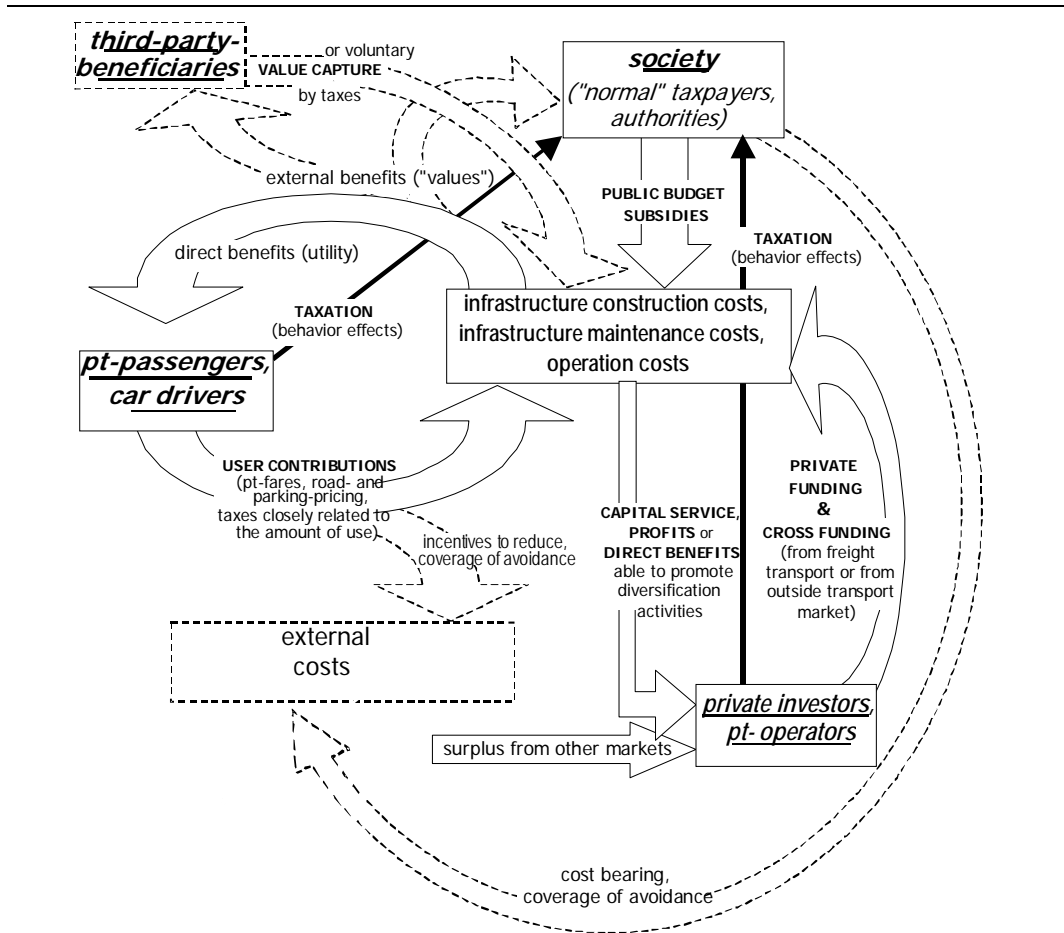 third-party-
beneficiaries
or voluntary
VALUE CAPTURE
by taxes
society
("normal" taxpayers,
authorities)
external benefits ("values")
PUBLIC BUDGET
SUBSIDIES
direct benefits (utility)
TAXATION
(behavior effects)
TAXATION
(behavior effects)
infrastructure construction costs,
infrastructure maintenance costs,
operation costs
pt-passengers,
car drivers
USER CONTRIBUTIONS
(pt-fares, road- and
parking-pricing,
taxes closely related to
the amount of use)
incentives to reduce,
coverage of avoidance
CAPITAL SERVICE,
PROFITS or
DIRECT BENEFITS
able to promote
diversification
activities
PRIVATE
FUNDING
&
CROSS FUNDING
(from freight
transport or from
outside transport
market)
external
costs
private investors,
pt- operators
surplus from other markets
cost bearing,
coverage of avoidance